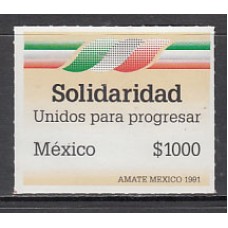 Solidaridad
Unidos para progresar
México $1000
AMATE MEXICO 1991